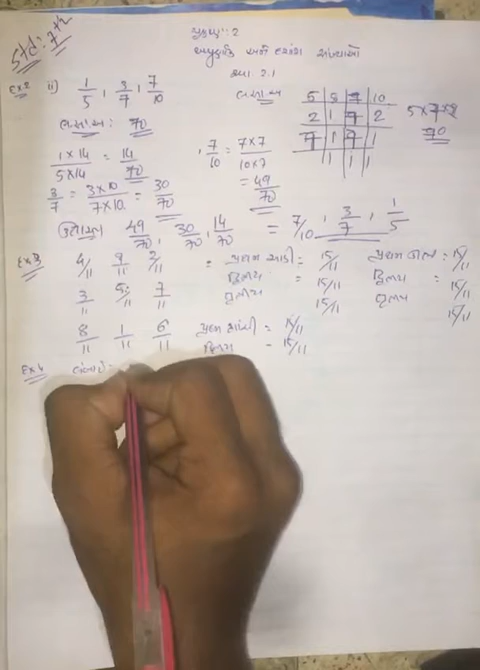 Std: 7th
પ્રકરણ: 2
અપૂર્ણાંક અને દશાંશ સંખ્યાઓ
સ્વા. 2.1
Ex.2 ii) 1/5, 3/7, 7/10
લ.સા.અ 5 5 7 10
2 1 7 2
7 1 7 1
1 1 1
5×7×2
70
લ.સા.અ: 70
1×14/5×14 = 14/70
7/10 = 7×7/10×7
= 49/70
3/7 = 3×10/7×10 = 30/70
ઉતરતા 49/70, 30/70, 14/70 = 7/10, 3/7, 1/5
Ex.3 4/11 9/11 2/11 = પ્રથમ આડી = 15/11
દ્વિતીય = 15/11
તૃતીય 15/11
પ્રથમ = 15/11
દ્વિતીય = 15/11
તૃતીય 15/11
3/11 5/11 7/11
8/11 1/11 6/11 પ્રથમ ત્રાંસી = 15/11
દ્વિતીય = 15/11
Ex.4 લંબાઈ =